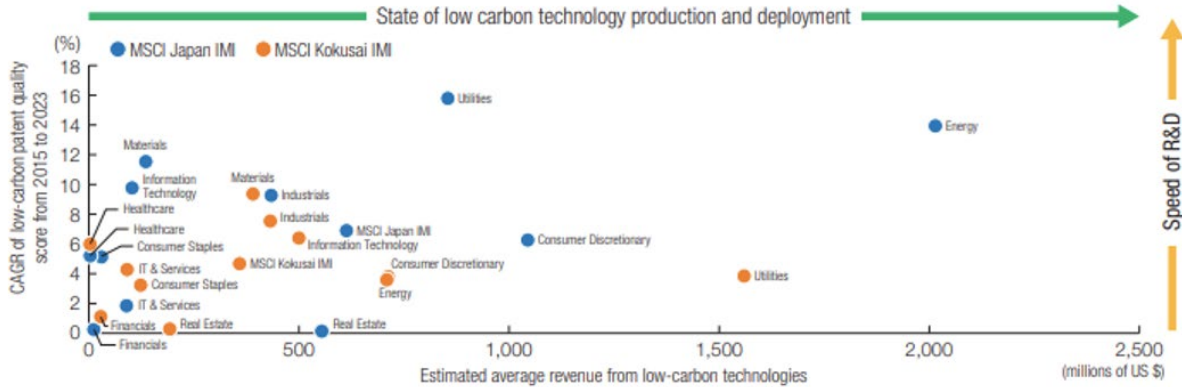 State of low carbon technology production and deployment
(%)
MSCI Japan IMI
MSCI Kokusai IMI
CAGR of low-carbon patent quality
score from 2015 to 2023
Speed of R&D
18
16
14
12
10
8
6
4
2
0
Utilities
Energy
Materials
Information
Technology
Materials
Industrials
Healthcare
Industrials
Healthcare
MSCI Japan IMI
Consumer Staples
Information Technology
Consumer Discretionary
IT & Services
MSCI Kokusai IMI
Consumer Discretionary
Utilities
Consumer Staples
Energy
IT & Services
Financials
Real Estate
Real Estate
Financials
0
500
1,000
1,500
2,000
2,500
Estimated average revenue from low-carbon technologies
(millions of US $)